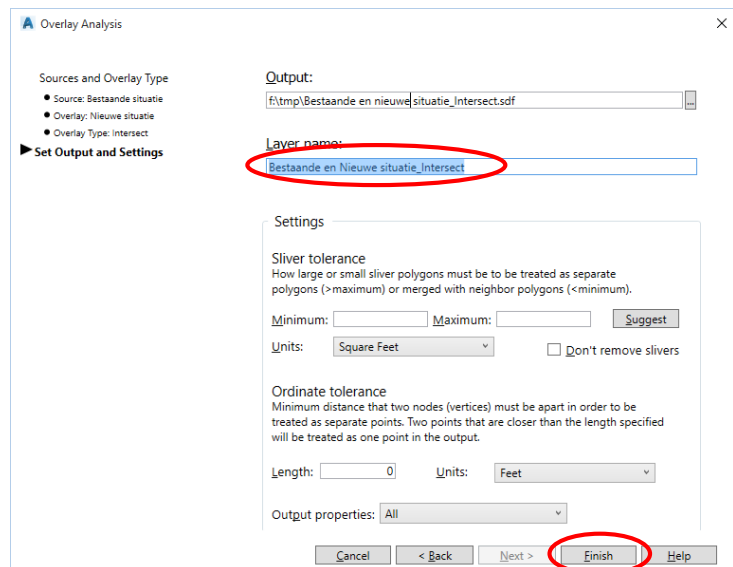 Overlay Analysis
Sources and Overlay Type
Source: Bestaande situatie
Overlay: Nieuwe situatie
Overlay Type: Intersect
Set Output and Settings
Output:
f:\tmp\Bestaande en nieuwe situatie_Intersect.sdf
...
Layer name:
Bestaande en Nieuwe situatie_Intersect
Settings
Sliver tolerance
How large or small sliver polygons must be to be treated as separate
polygons (>maximum) or merged with neighbor polygons (<minimum).
Minimum: Maximum: Suggest
Units: Square Feet Don't remove slivers
Ordinate tolerance
Minimum distance that two nodes (vertices) must be apart in order to be
treated as separate points. Two points that are closer than the length specified
will be treated as one point in the output.
Length: 0 Units: Feet
Output properties: All
Cancel < Back Next > Finish Help